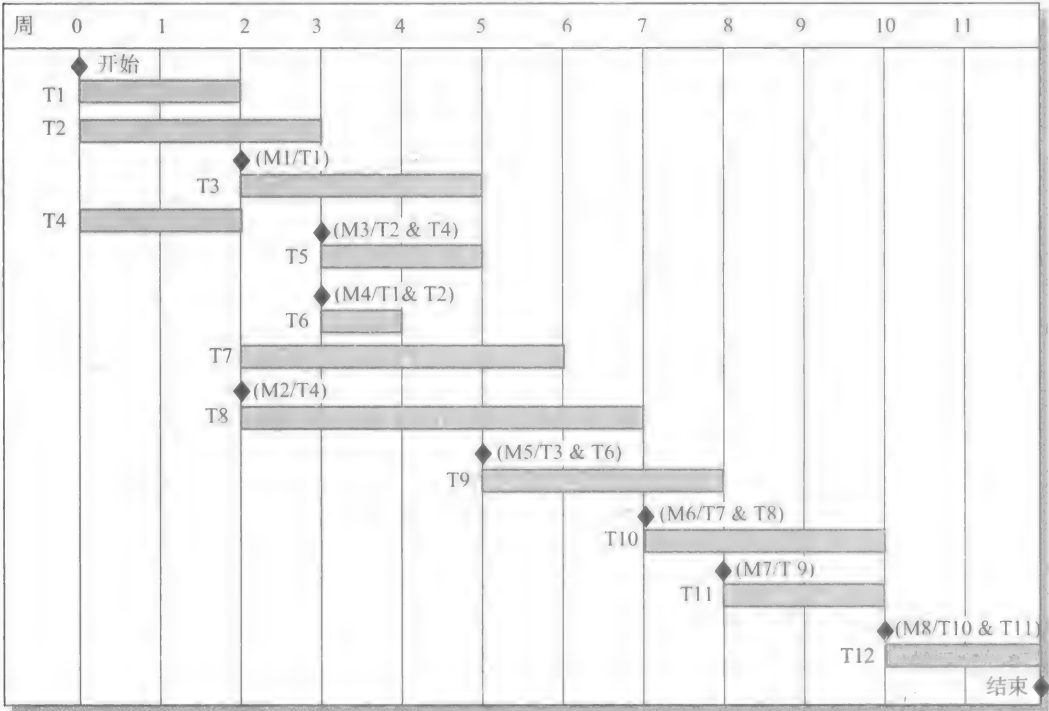 周 0 1 2 3 4 5 6 7 8 9 10 11
开始
T1
T2
(M1/T1)
T3
T4
(M3/T2 & T4)
T5
(M4/T1& T2)
T6
T7
(M2/T4)
T8
(M5/T3 & T6)
T9
(M6/T7 & T8)
T10
(M7/T 9)
T11
(M8/T10 & T11)
T12
结束